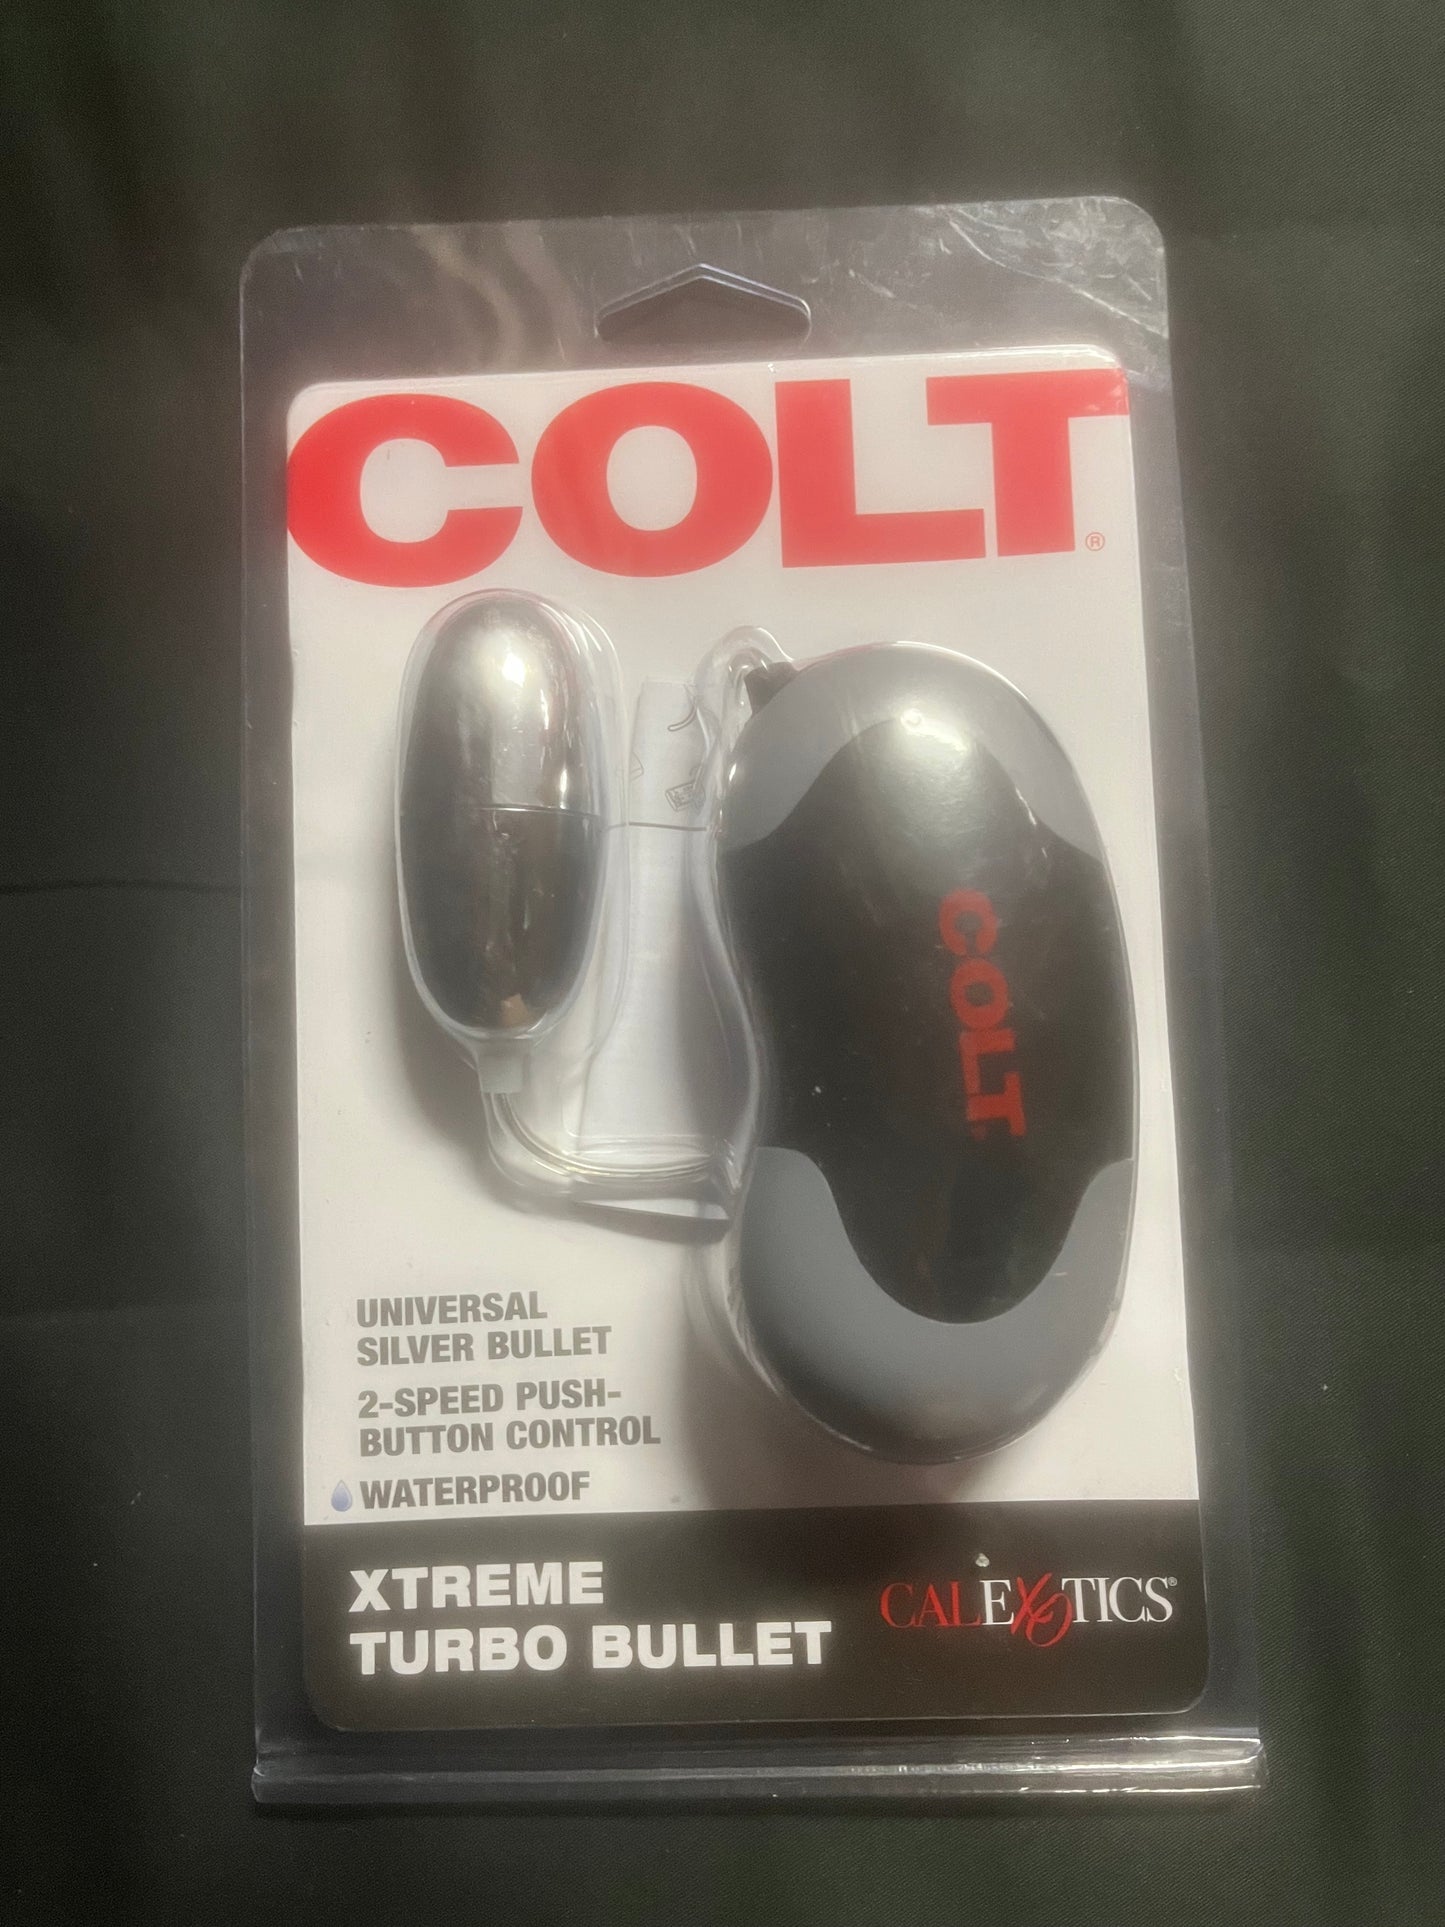 COLT®
COLT
UNIVERSAL
SILVER BULLET
2-SPEED PUSH-
BUTTON CONTROL
WATERPROOF
XTREME
TURBO BULLET
CALEXOTICS®